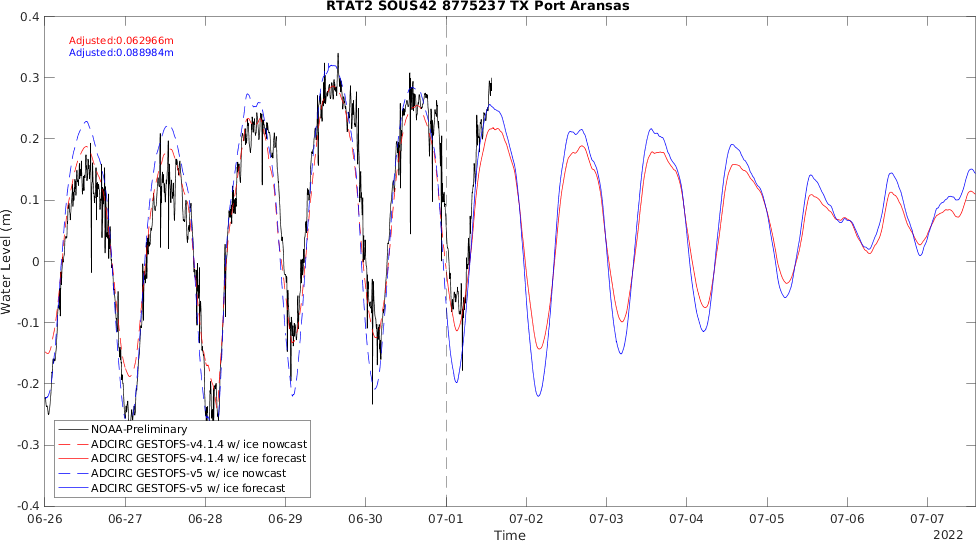 RTAT2 SOUS42 8775237 TX Port Aransas
0.4
Adjusted:0.062966m
Adjusted:0.088984m
0.3
0.2
0.1
0
-0.1
-0.2
-0.3
-0.4
Water Level (m)
NOAA-Preliminary
ADCIRC GESTOFS-v4.1.4 w/ ice nowcast
ADCIRC GESTOFS-v4.1.4 w/ ice forecast
ADCIRC GESTOFS-v5 w/ ice nowcast
ADCIRC GESTOFS-v5 w/ ice forecast
06-26 06-27 06-28 06-29 06-30 07-01 07-02 07-03 07-04 07-05 07-06 07-07
Time
2022